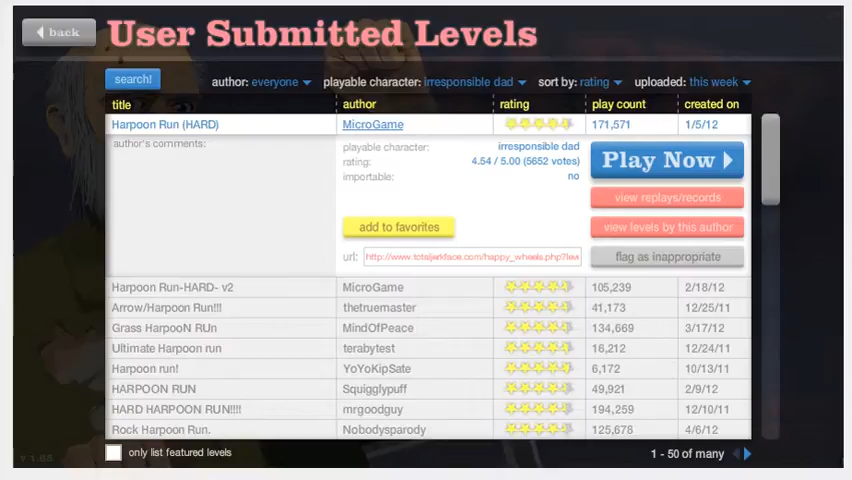 back
User Submitted Levels
search! author: everyone playable character: irresponsible dad sort by: rating uploaded: this week
title author rating play count created on
Harpoon Run (HARD) MicroGame 171,571 1/5/12
author's comments: playable character: irresponsible dad
rating: 4.54 / 5.00 (5652 votes)
importable: no
Play Now
view replays/records
add to favorites view levels by this author
url: http://www.totaljerkface.com/happy_wheels.php?leve flag as inappropriate
Harpoon Run-HARD- v2 MicroGame 105,239 2/18/12
Arrow/Harpoon Run!!! thetruemaster 41,173 12/25/11
Grass HarpooN RUn MindOfPeace 134,669 3/17/12
Ultimate Harpoon run terabytest 16,212 12/24/11
Harpoon run! YoYoKipSate 6,172 10/13/11
HARPOON RUN Squigglypuff 49,921 2/9/12
HARD HARPOON RUN!!!! mrgoodguy 194,259 12/10/11
Rock Harpoon Run. Nobodysparody 125,678 4/6/12
v 1.65 only list featured levels 1 - 50 of many